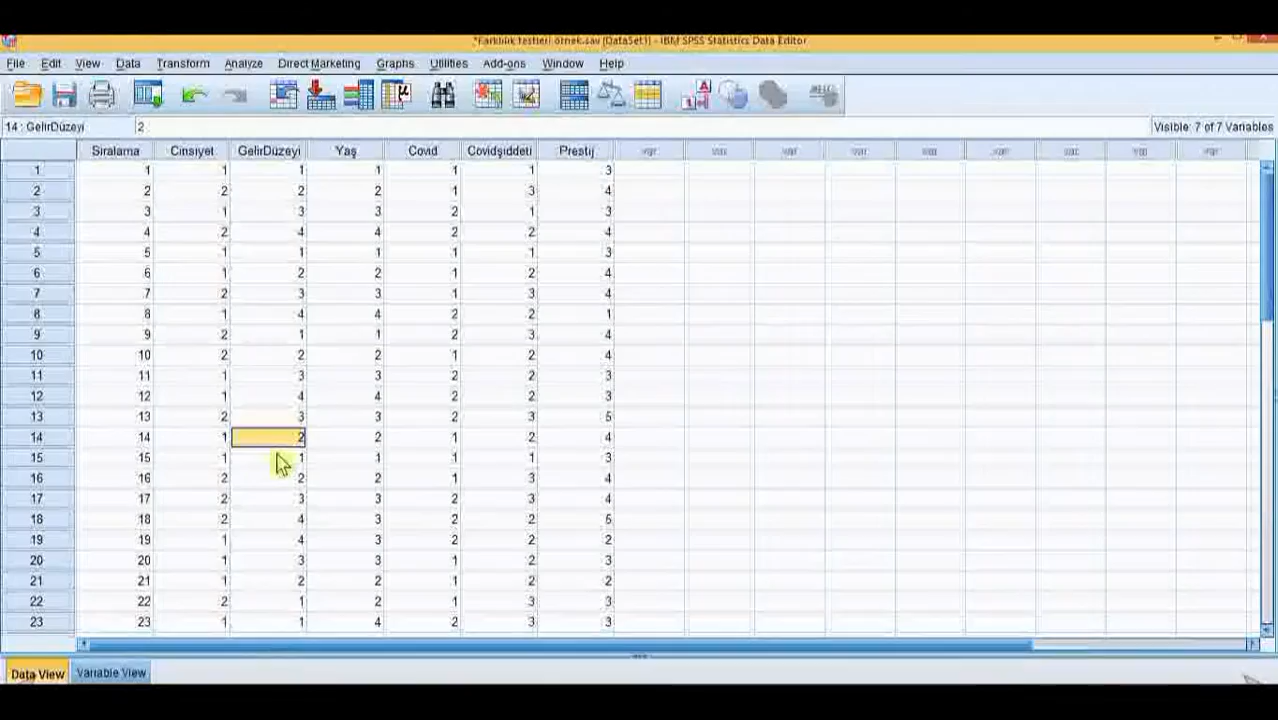 *Farklılık testleri örnek.sav [DataSet1] - IBM SPSS Statistics Data Editor
File Edit View Data Transform Analyze Direct Marketing Graphs Utilities Add-ons Window Help
14 : GelirDüzeyi 2 Visible: 7 of 7 Variables
Sıralama Cinsiyet GelirDüzeyi Yaş Covid Covidşiddeti Prestij var var var var var var var var var
1 1 1 1 1 1 1 3
2 2 2 2 2 1 3 4
3 3 1 3 3 2 1 3
4 4 2 4 4 2 2 4
5 5 1 1 1 1 1 3
6 6 1 2 2 1 2 4
7 7 2 3 3 1 3 4
8 8 1 4 4 2 2 1
9 9 2 1 1 2 3 4
10 10 2 2 2 1 2 4
11 11 1 3 3 2 2 3
12 12 1 4 4 2 2 3
13 13 2 3 3 2 3 5
14 14 1 2 2 1 2 4
15 15 1 1 1 1 1 3
16 16 2 2 2 1 3 4
17 17 2 3 3 2 3 4
18 18 2 4 3 2 2 5
19 19 1 4 3 2 2 2
20 20 1 3 3 1 2 3
21 21 1 2 2 1 2 2
22 22 2 1 2 1 3 3
23 23 1 1 4 2 3 3
Data View Variable View